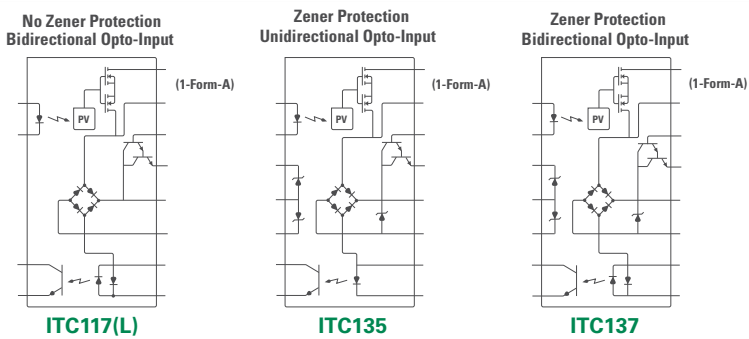 No Zener Protection
Bidirectional Opto-Input
(1-Form-A)
PV
ITC117(L)
Zener Protection
Unidirectional Opto-Input
(1-Form-A)
PV
ITC135
Zener Protection
Bidirectional Opto-Input
(1-Form-A)
PV
ITC137